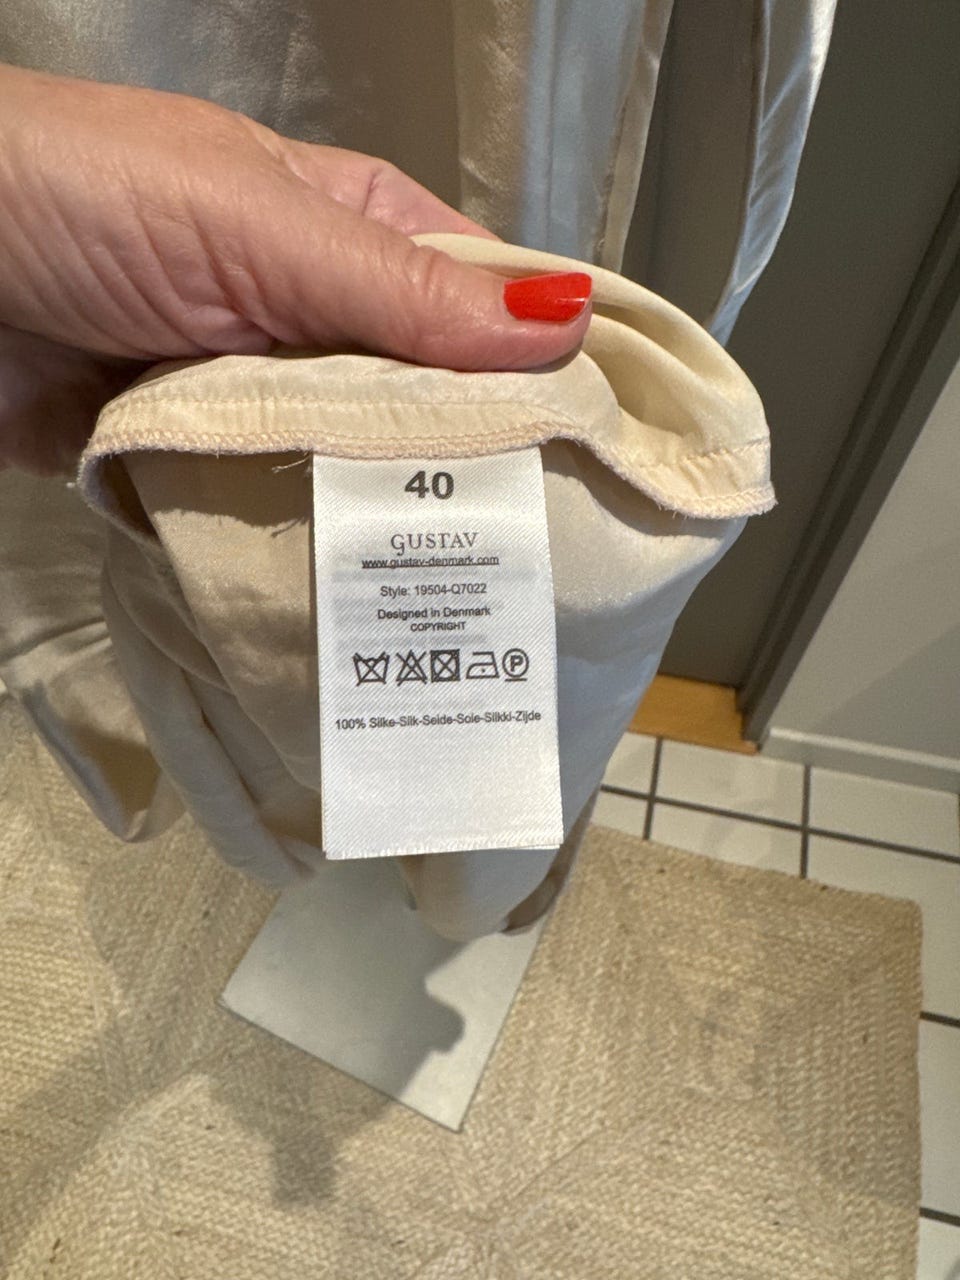 40
GUSTAV
www.gustav-denmark.com
Style: 19504-Q7022
Designed in Denmark
COPYRIGHT
P
100% Silke-Silk-Seide-Soie-Silkki-Zijde